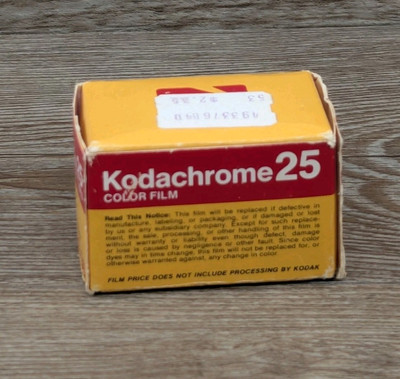 Kodachrome 25
COLOR FILM
Read This Notice: This film will be replaced if defective in
manufacture, labeling or packaging, or if damaged or lost
by us or any subsidiary company. Except for such replace-
ment, the sale, processing, or other handling of this film is
without warranty or liability even though defect, damage
or loss is caused by negligence or other fault. Since color
dyes may in time change, this film will not be replaced for, or
otherwise warranted against, any change in color.
FILM PRICE DOES NOT INCLUDE PROCESSING BY KODAK